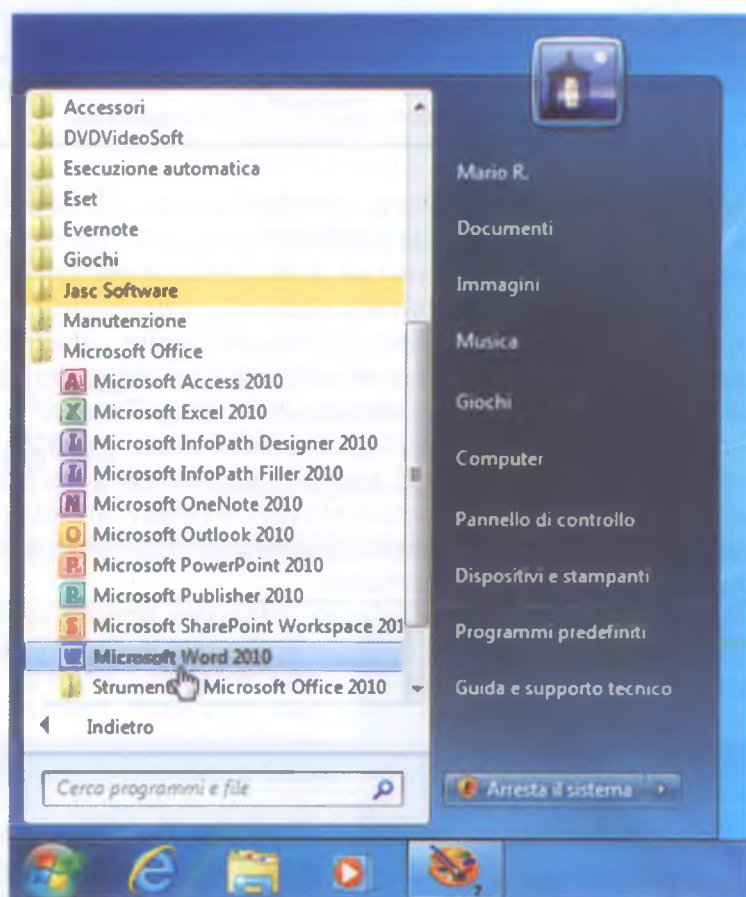 Accessori
DVDVideoSoft
Esecuzione automatica
Eset
Evernote
Giochi
Jasc Software
Manutenzione
Microsoft Office
Microsoft Access 2010
Microsoft Excel 2010
Microsoft InfoPath Designer 2010
Microsoft InfoPath Filler 2010
Microsoft OneNote 2010
Microsoft Outlook 2010
Microsoft PowerPoint 2010
Microsoft Publisher 2010
Microsoft SharePoint Workspace 201
Microsoft Word 2010
Strument Microsoft Office 2010
Indietro
Cerca programmi e file
Mario R.
Documenti
Immagini
Musica
Giochi
Computer
Pannello di controllo
Dispositivi e stampanti
Programmi predefiniti
Guida e supporto tecnico
Arresta il sistema